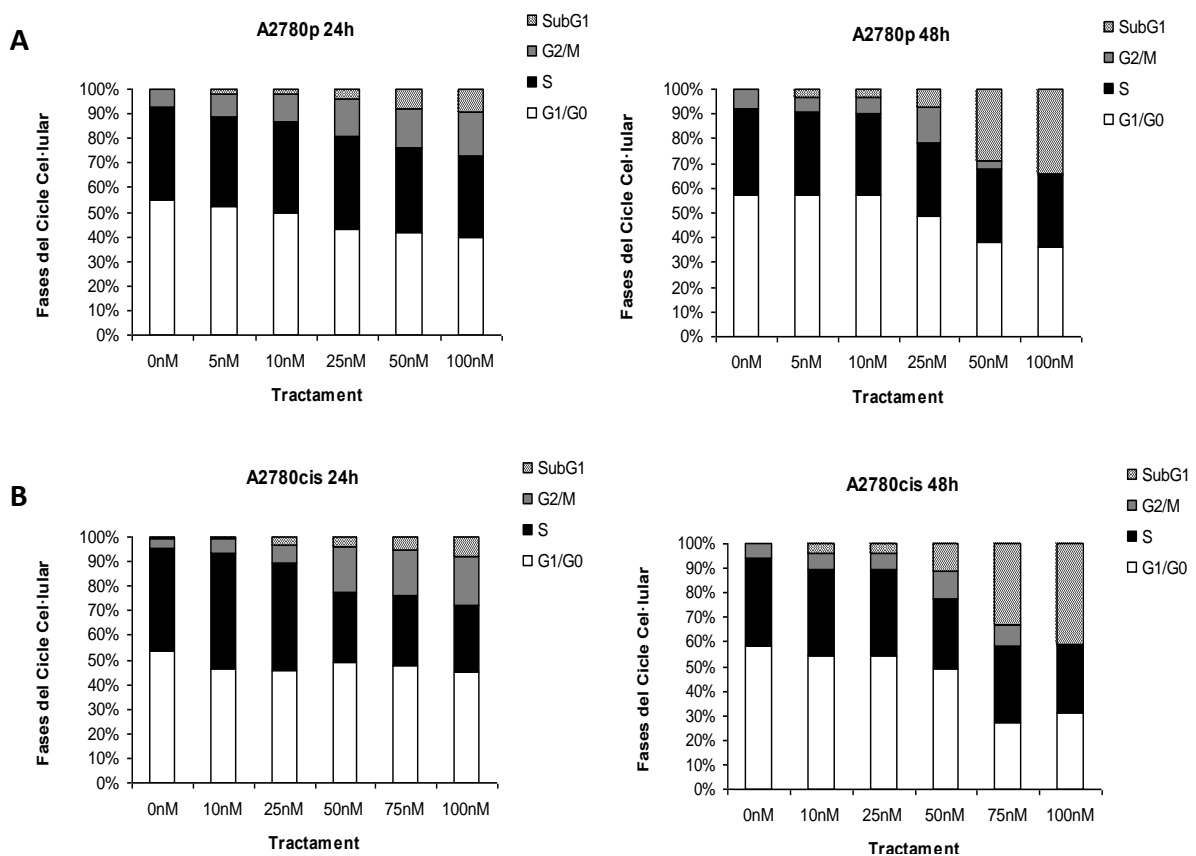 A
A2780p 24h
SubG1
G2/M
S
G1/G0
Fases del Cicle Cel·lular
100%
90%
80%
70%
60%
50%
40%
30%
20%
10%
0%
0nM 5nM 10nM 25nM 50nM 100nM
Tractament
A2780p 48h
SubG1
G2/M
S
G1/G0
Fases del Cicle Cel·lular
100%
90%
80%
70%
60%
50%
40%
30%
20%
10%
0%
0nM 5nM 10nM 25nM 50nM 100nM
Tractament
B
A2780cis 24h
SubG1
G2/M
S
G1/G0
Fases del Cicle Cel·lular
100%
90%
80%
70%
60%
50%
40%
30%
20%
10%
0%
0nM 10nM 25nM 50nM 75nM 100nM
Tractament
A2780cis 48h
SubG1
G2/M
S
G1/G0
Fases del Cicle Cel·lular
100%
90%
80%
70%
60%
50%
40%
30%
20%
10%
0%
0nM 10nM 25nM 50nM 75nM 100nM
Tractament